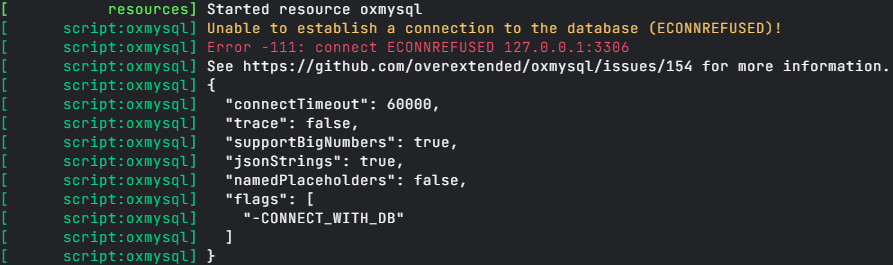 [           resources] Started resource oxmysql
[      script:oxmysql] Unable to establish a connection to the database (ECONNREFUSED)!
[      script:oxmysql] Error -111: connect ECONNREFUSED 127.0.0.1:3306
[      script:oxmysql] See https://github.com/overextended/oxmysql/issues/154 for more information.
[      script:oxmysql] {
[      script:oxmysql]   "connectTimeout": 60000,
[      script:oxmysql]   "trace": false,
[      script:oxmysql]   "supportBigNumbers": true,
[      script:oxmysql]   "jsonStrings": true,
[      script:oxmysql]   "namedPlaceholders": false,
[      script:oxmysql]   "flags": [
[      script:oxmysql]     "-CONNECT_WITH_DB"
[      script:oxmysql]   ]
[      script:oxmysql] }